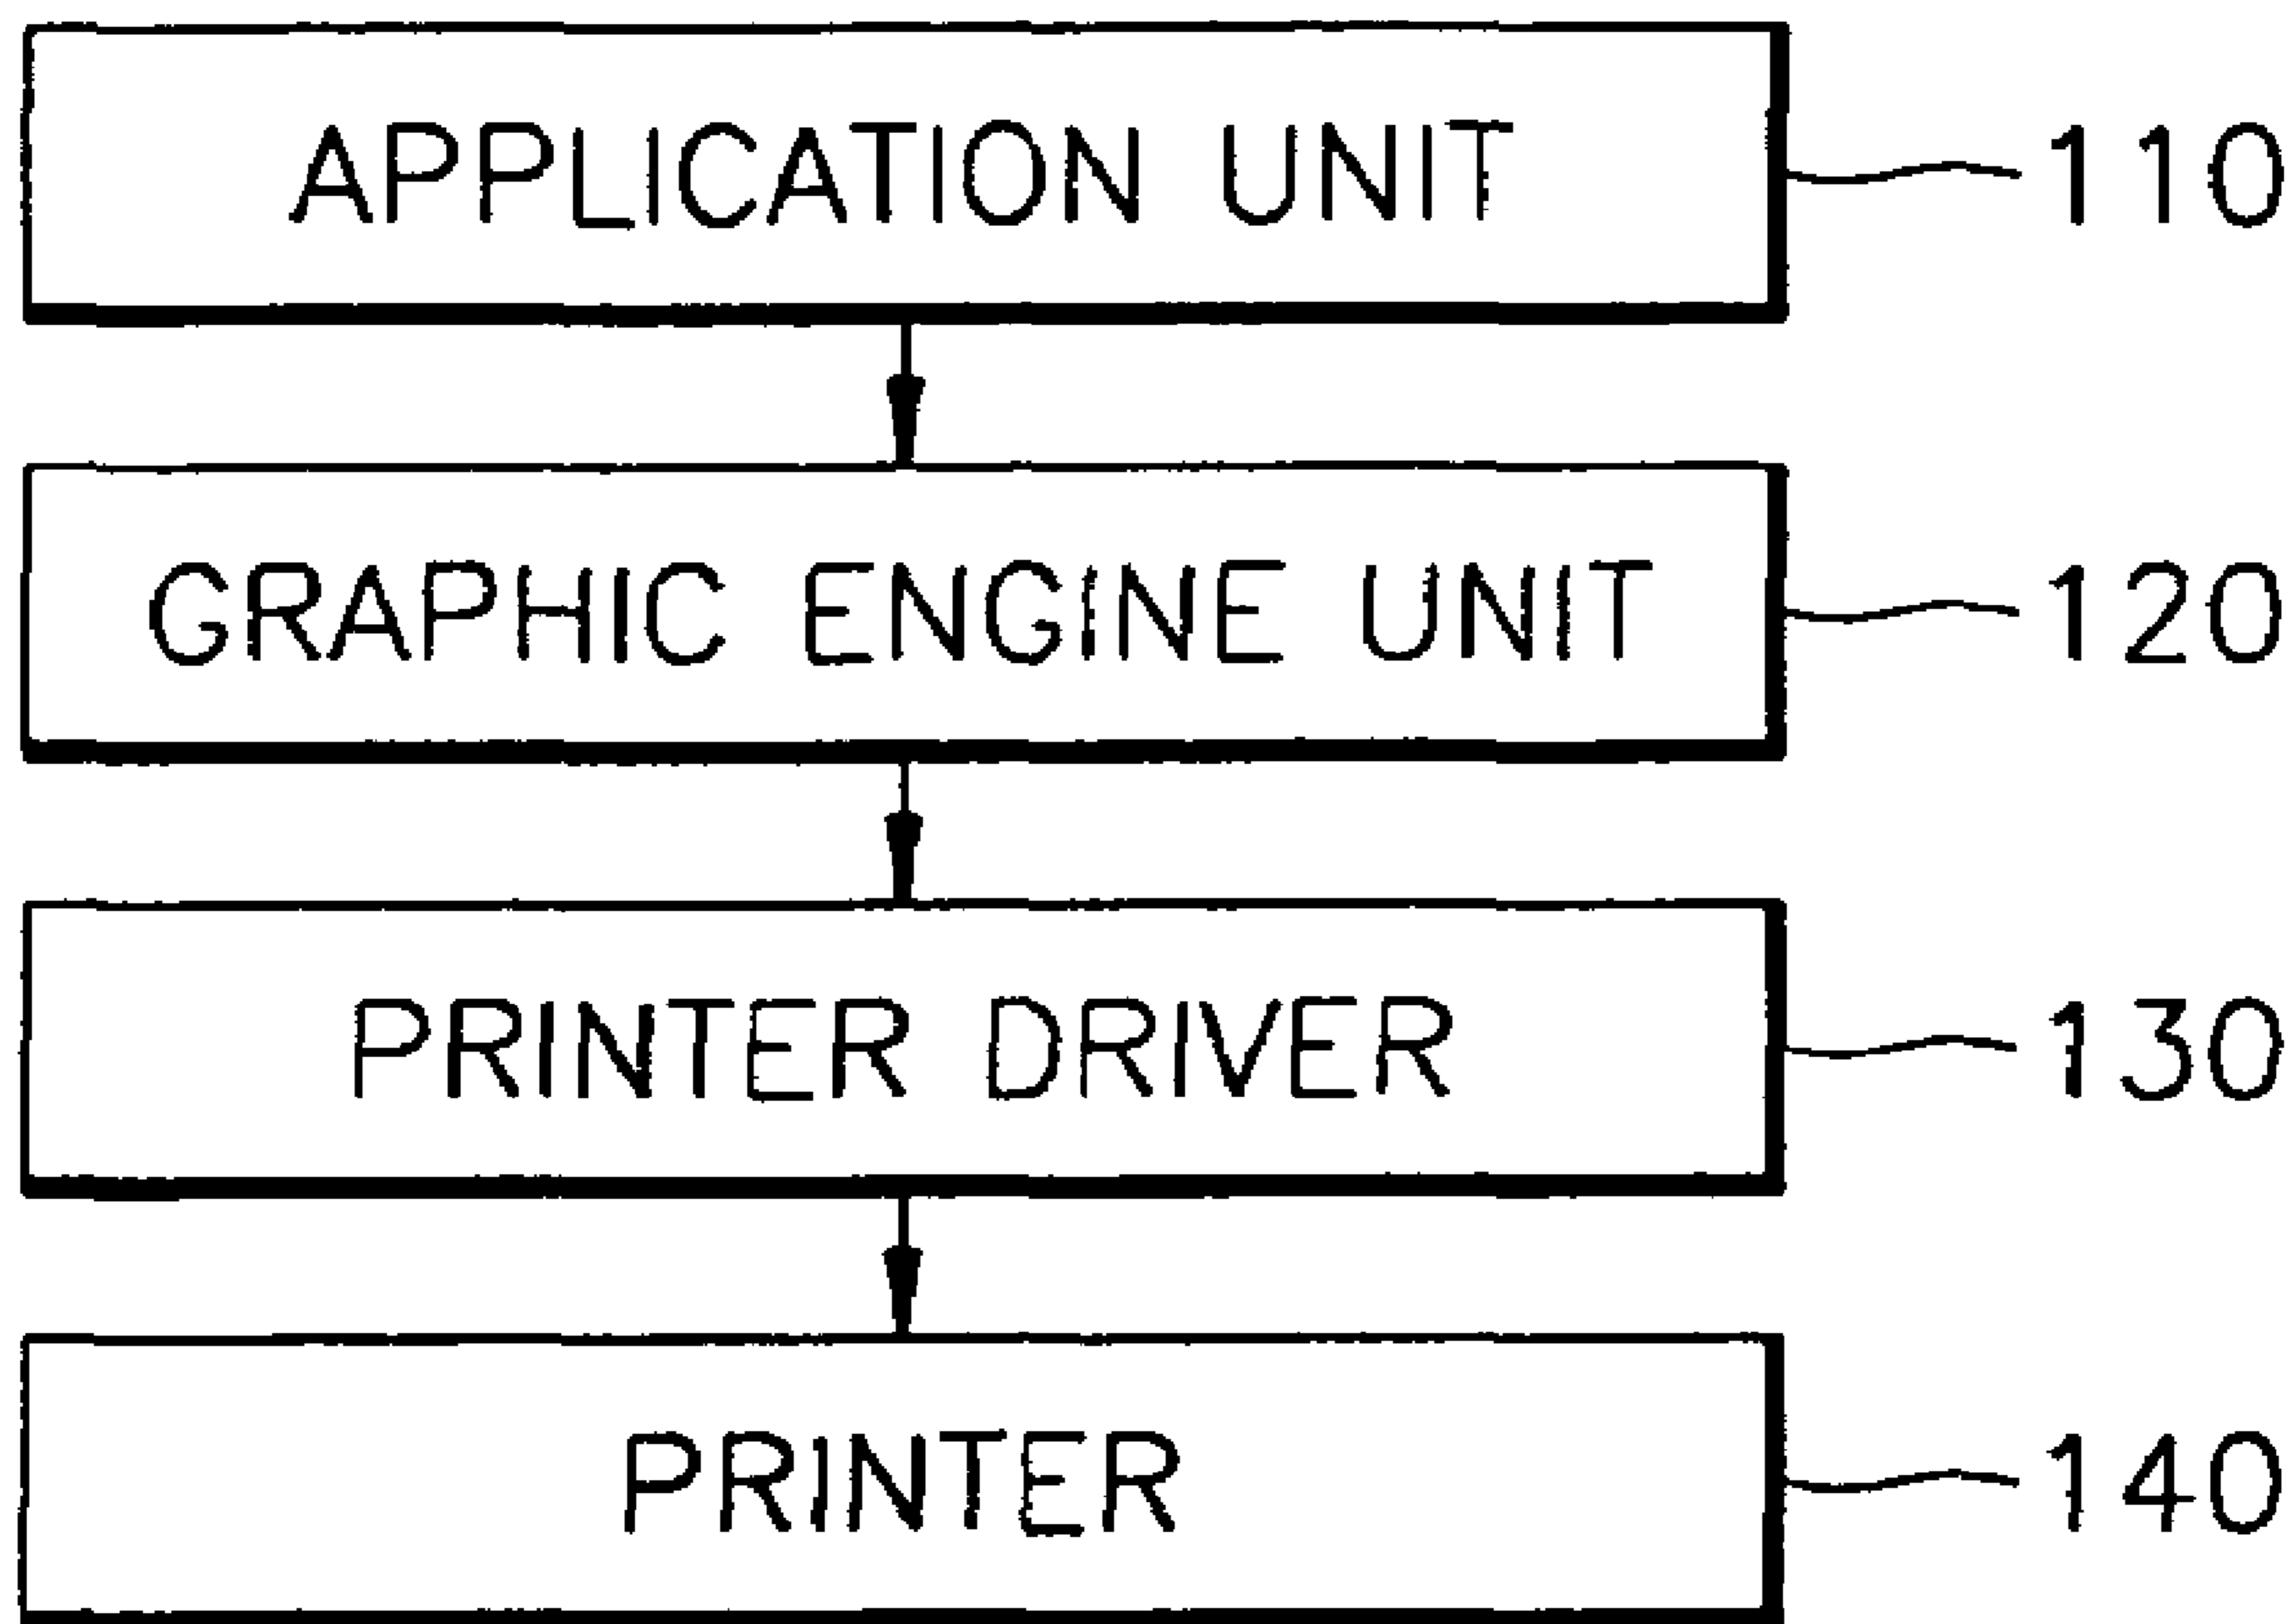 APPLICATION UNIT 110
GRAPHIC ENGINE UNIT 120
PRINTER DRIVER 130
PRINTER 140